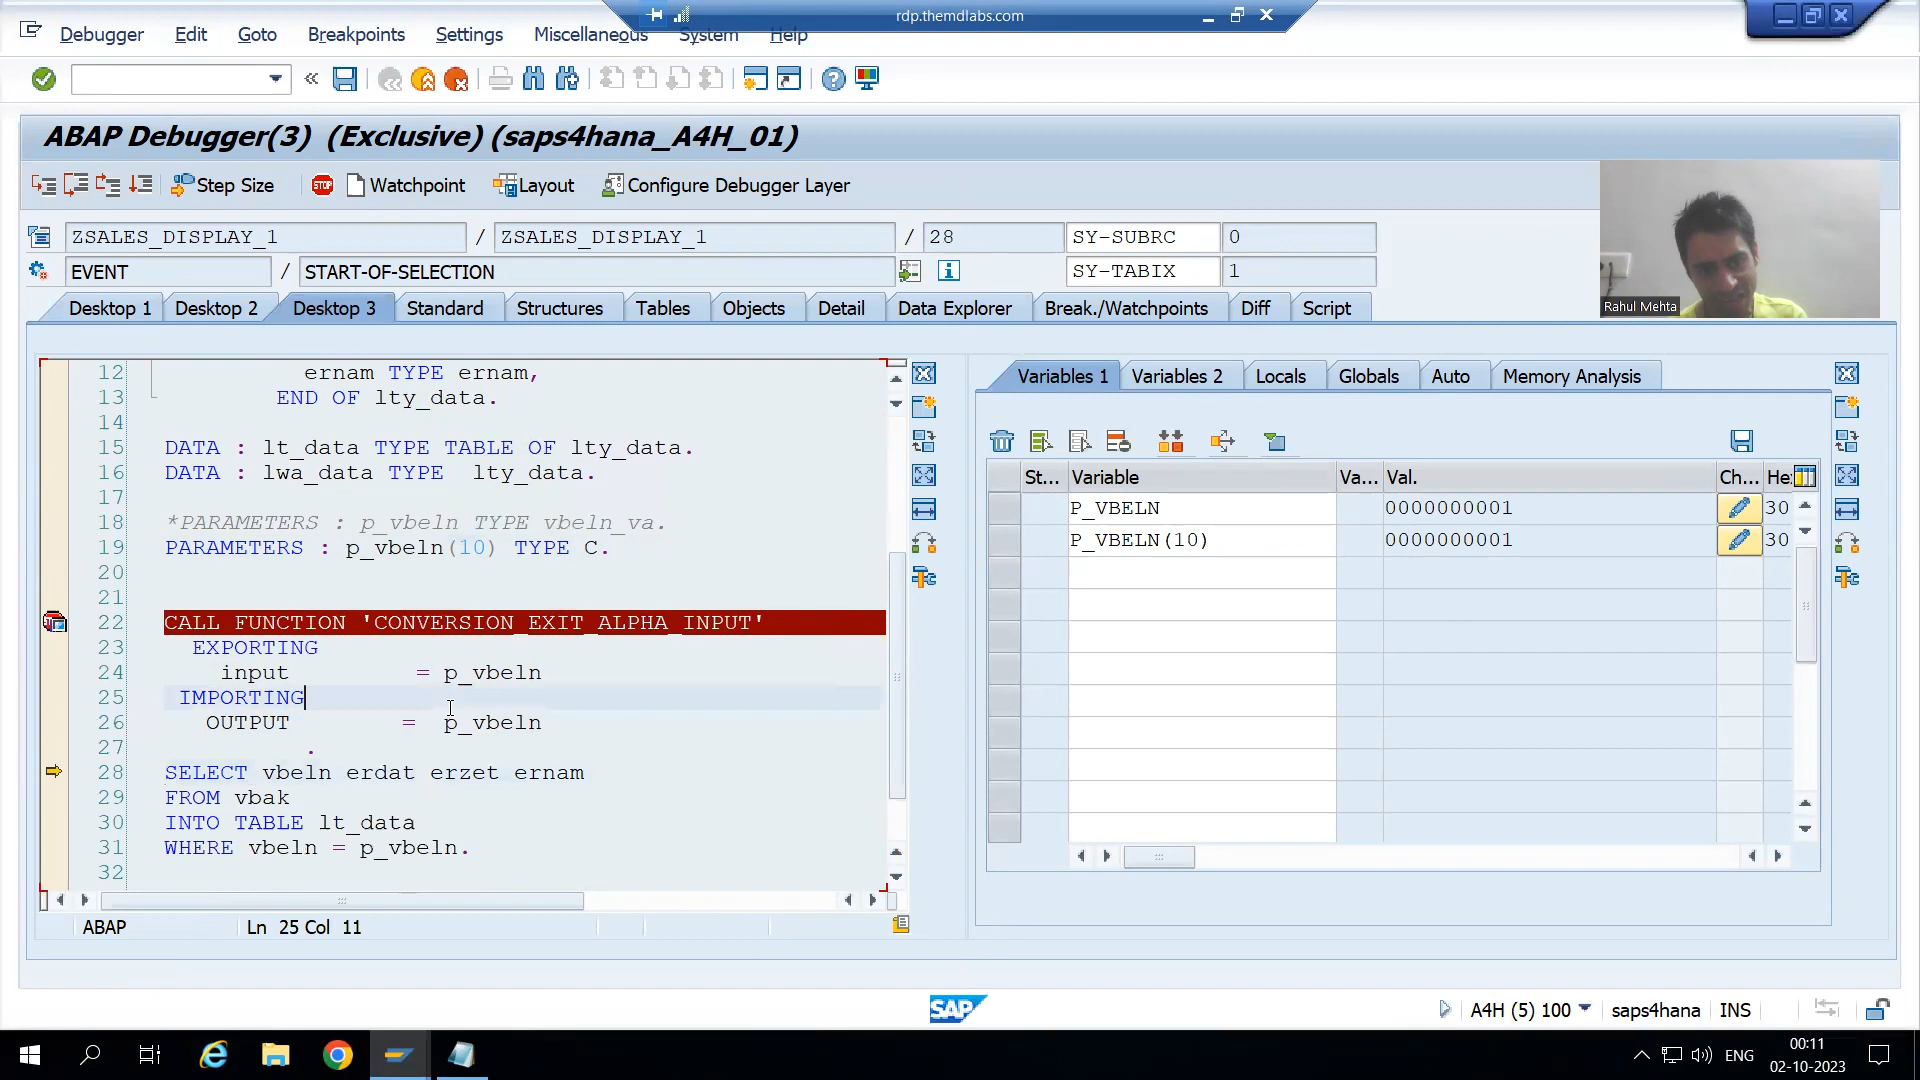 rdp.themdlabs.com
Debugger Edit Goto Breakpoints Settings Miscellaneous System Help
ABAP Debugger(3) (Exclusive) (saps4hana_A4H_01)
Step Size STOP Watchpoint Layout Configure Debugger Layer
ZSALES_DISPLAY_1 / ZSALES_DISPLAY_1 / 28 SY-SUBRC 0
EVENT / START-OF-SELECTION SY-TABIX 1
Rahul Mehta
Desktop 1 Desktop 2 Desktop 3 Standard Structures Tables Objects Detail Data Explorer Break./Watchpoints Diff Script
12 ernam TYPE ernam,
13 END OF lty_data.
14
15 DATA : lt_data TYPE TABLE OF lty_data.
16 DATA : lwa_data TYPE lty_data.
17
18 *PARAMETERS : p_vbeln TYPE vbeln_va.
19 PARAMETERS : p_vbeln(10) TYPE C.
20
21
22 CALL FUNCTION 'CONVERSION_EXIT_ALPHA_INPUT'
23 EXPORTING
24 input = p_vbeln
25 IMPORTING
26 OUTPUT = p_vbeln
27 .
28 SELECT vbeln erdat erzet ernam
29 FROM vbak
30 INTO TABLE lt_data
31 WHERE vbeln = p_vbeln.
32
ABAP Ln 25 Col 11
Variables 1 Variables 2 Locals Globals Auto Memory Analysis
St... Variable Va... Val. Ch... He
P_VBELN 0000000001 30
P_VBELN(10) 0000000001 30
SAP
A4H (5) 100 saps4hana INS
ENG
00:11
02-10-2023